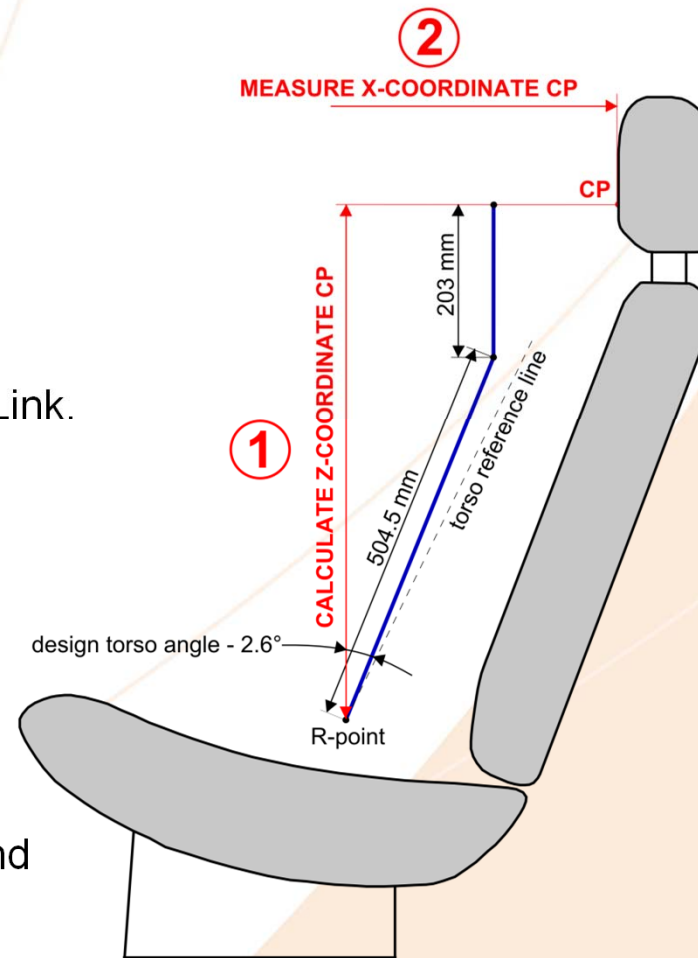 2
MEASURE X-COORDINATE CP
CP
203 mm
CALCULATE Z-COORDINATE CP
torso reference line
Link.
1
504.5 mm
design torso angle - 2.6°
R-point
nd